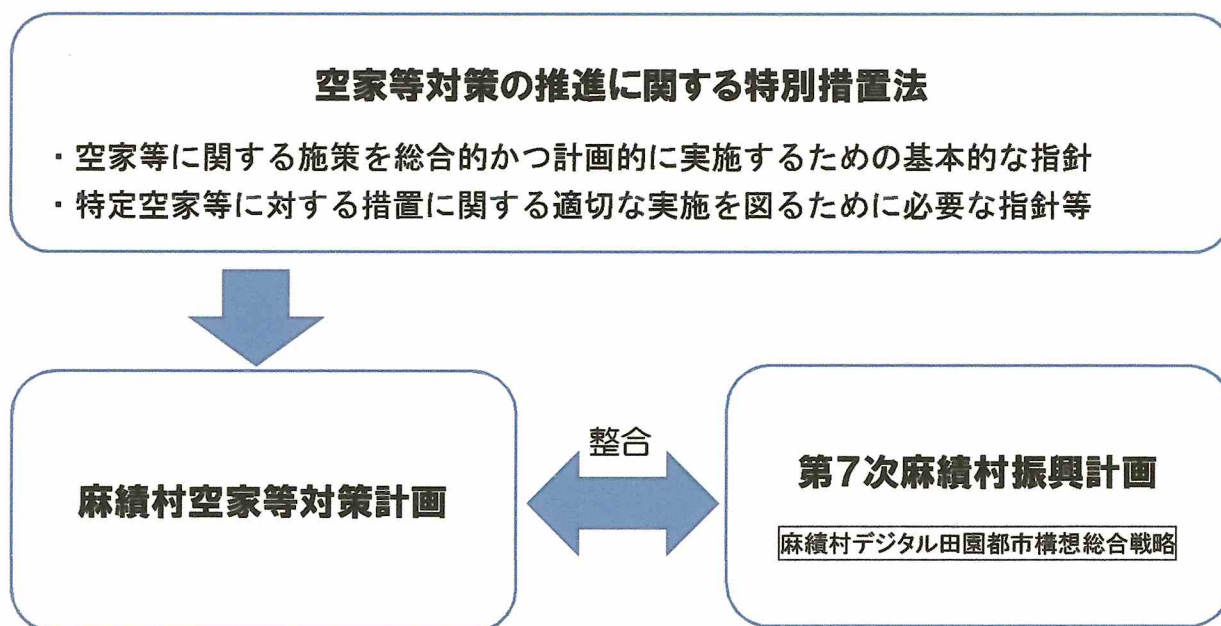 空家等対策の推進に関する特別措置法
・空家等に関する施策を総合的かつ計画的に実施するための基本的な指針
・特定空家等に対する措置に関する適切な実施を図るために必要な指針等
麻績村空家等対策計画
整合
第7次麻績村振興計画
麻績村デジタル田園都市構想総合戦略